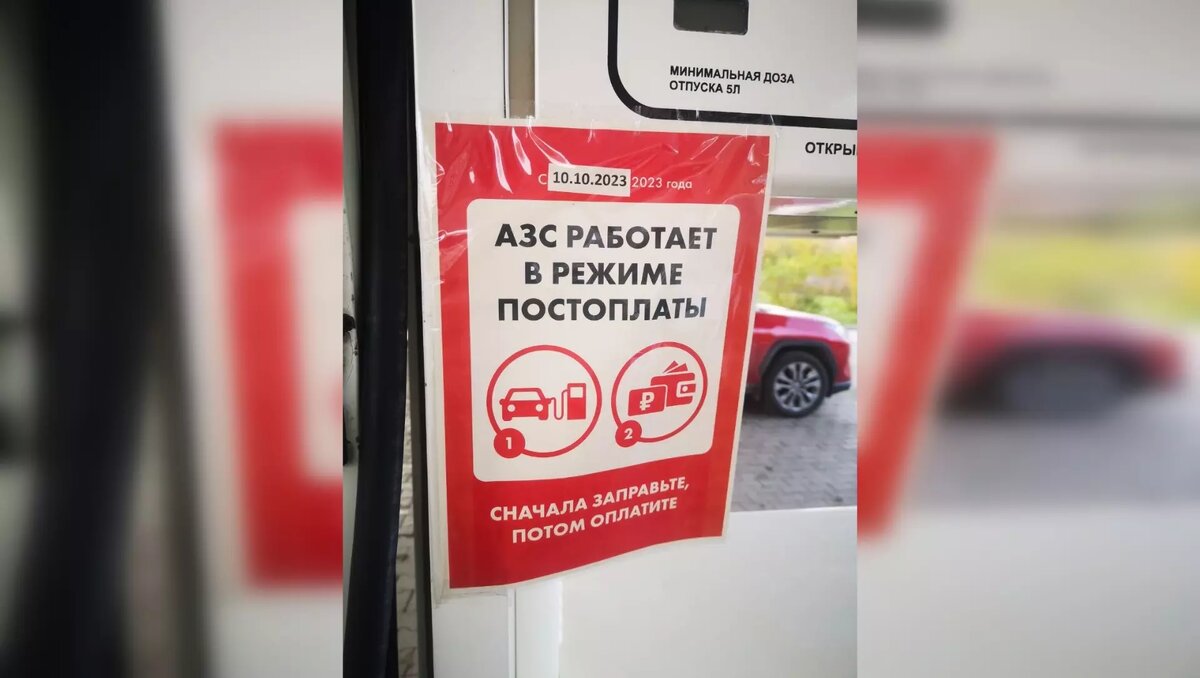 МИНИМАЛЬНАЯ ДОЗА
ОТПУСКА 5Л
ОТКРЫ
С 10.10.2023 2023 года
АЗС РАБОТАЕТ
В РЕЖИМЕ
ПОСТОПЛАТЫ
₽
1 2
СНАЧАЛА ЗАПРАВЬТЕ,
ПОТОМ ОПЛАТИТЕ